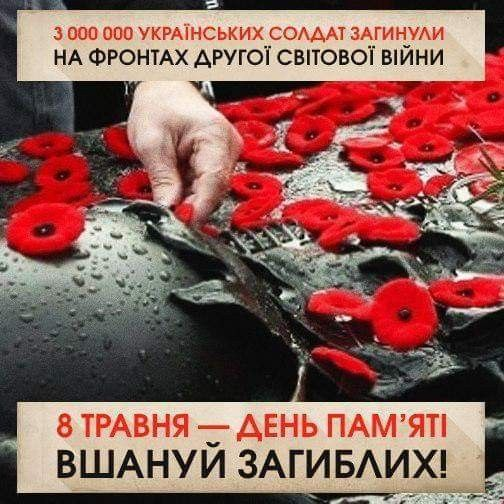 3 000 000 УКРАЇНСЬКИХ СОЛДАТ ЗАГИНУЛИ
НА ФРОНТАХ ДРУГОЇ СВІТОВОЇ ВІЙНИ
8 ТРАВНЯ — ДЕНЬ ПАМ'ЯТІ
ВШАНУЙ ЗАГИБЛИХ!